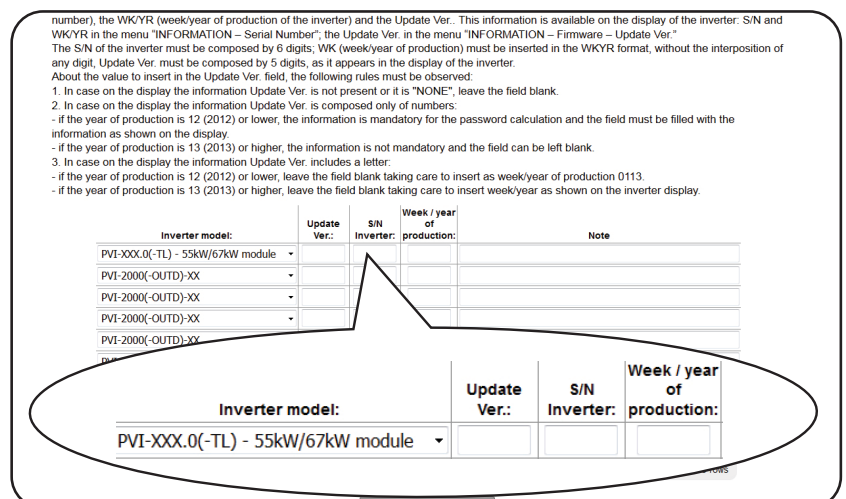 number), the WK/YR (week/year of production of the inverter) and the Update Ver.. This information is available on the display of the inverter: S/N and
WK/YR in the menu "INFORMATION – Serial Number"; the Update Ver. in the menu "INFORMATION – Firmware – Update Ver."
The S/N of the inverter must be composed by 6 digits; WK (week/year of production) must be inserted in the WKYR format, without the interposition of
any digit, Update Ver. must be composed by 5 digits, as it appears in the display of the inverter.
About the value to insert in the Update Ver. field, the following rules must be observed:
1. In case on the display the information Update Ver. is not present or it is "NONE", leave the field blank.
2. In case on the display the information Update Ver. is composed only of numbers:
- if the year of production is 12 (2012) or lower, the information is mandatory for the password calculation and the field must be filled with the
information as shown on the display.
- if the year of production is 13 (2013) or higher, the information is not mandatory and the field can be left blank.
3. In case on the display the information Update Ver. includes a letter:
- if the year of production is 12 (2012) or lower, leave the field blank taking care to insert as week/year of production 0113.
- if the year of production is 13 (2013) or higher, leave the field blank taking care to insert week/year as shown on the inverter display.
Inverter model: Update Ver.: S/N Inverter: Week / year of production: Note
PVI-XXX.0(-TL) - 55kW/67kW module
PVI-2000(-OUTD)-XX
PVI-2000(-OUTD)-XX
PVI-2000(-OUTD)-XX
PVI-2000(-OUTD)-XX
Inverter model: Update Ver.: S/N Inverter: Week / year of production:
PVI-XXX.0(-TL) - 55kW/67kW module
rows